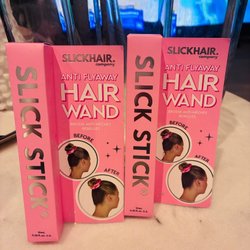 SLICK STICK®
SLICKHAIR.
company
ANTI FLYAWAY
HAIR
WAND
BEFORE
AFTER
SLICK STICK®
SLICKHAIR.
company
ANTI FLYAWAY
HAIR
WAND
BEFORE
AFTER